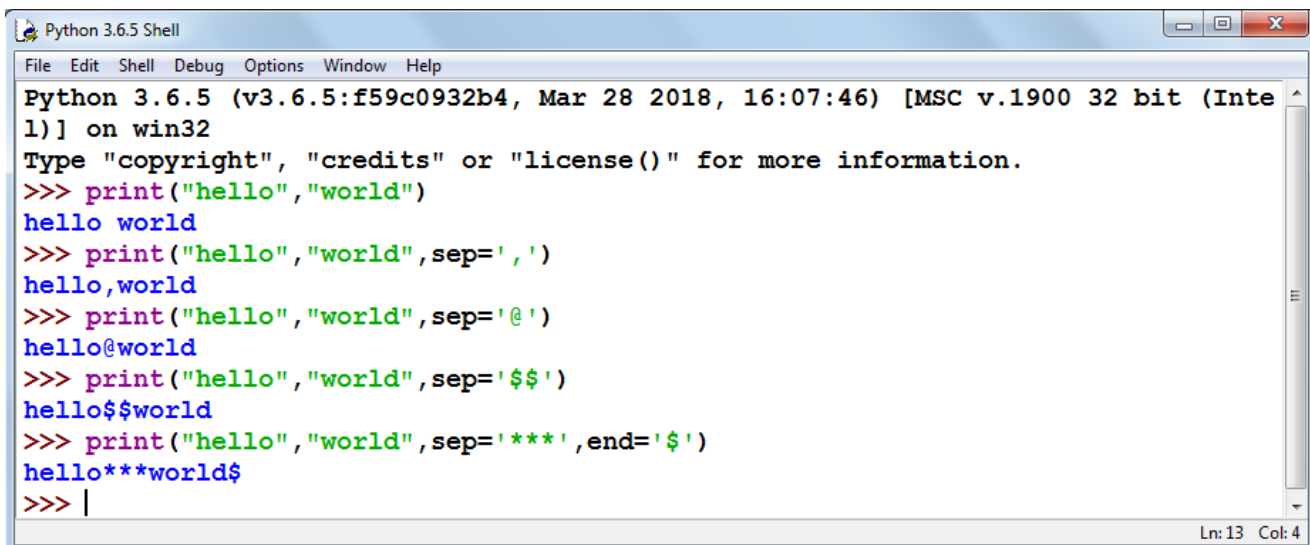 Python 3.6.5 Shell
File Edit Shell Debug Options Window Help
Python 3.6.5 (v3.6.5:f59c0932b4, Mar 28 2018, 16:07:46) [MSC v.1900 32 bit (Inte
l)] on win32
Type "copyright", "credits" or "license()" for more information.
>>> print("hello","world")
hello world
>>> print("hello","world",sep=',')
hello,world
>>> print("hello","world",sep='@')
hello@world
>>> print("hello","world",sep='$$')
hello$$world
>>> print("hello","world",sep='***',end='$')
hello***world$
>>>
Ln: 13 Col: 4